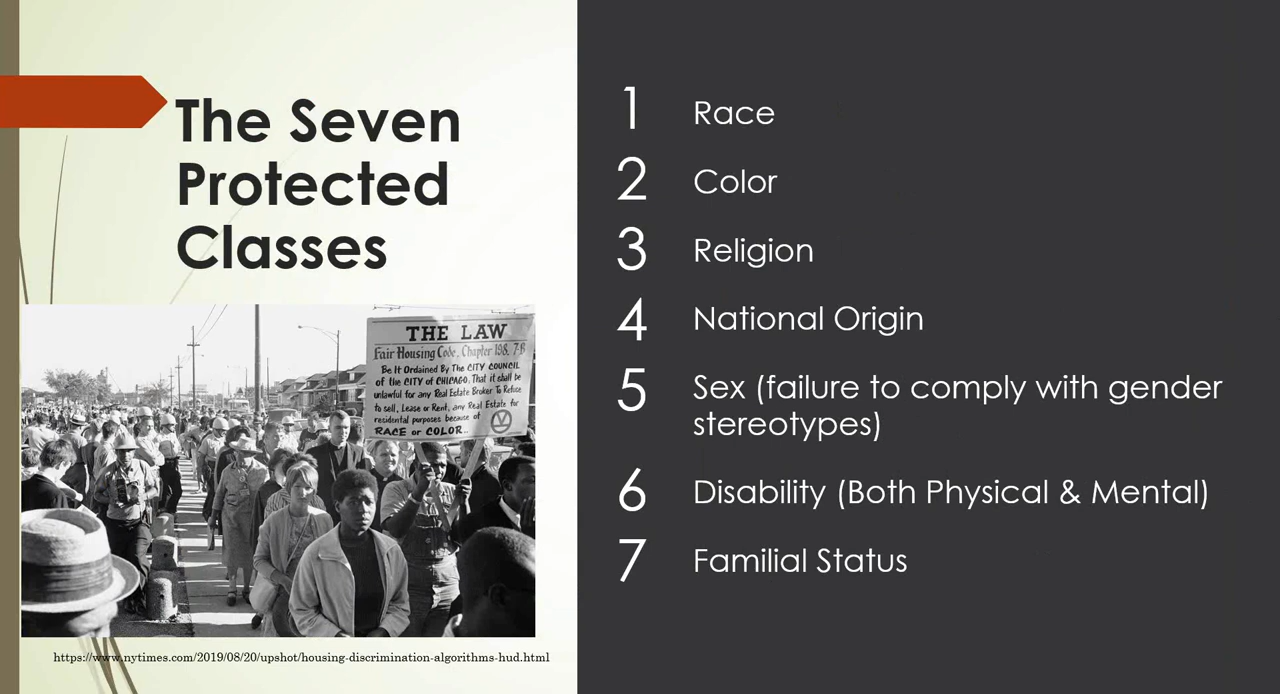 The Seven
Protected
Classes
THE LAW
Fair Housing Code, Chapter 198. 7-B
Be It Ordained By The CITY COUNCIL
of the CITY of CHICAGO, That it shall be
unlawful for any Real Estate Broker To Refuse
to sell, Lease or Rent, any Real Estate for
residental purposes because of
RACE or COLOR...
https://www.nytimes.com/2019/08/20/upshot/housing-discrimination-algorithms-hud.html
1 Race
2 Color
3 Religion
4 National Origin
5 Sex (failure to comply with gender
stereotypes)
6 Disability (Both Physical & Mental)
7 Familial Status